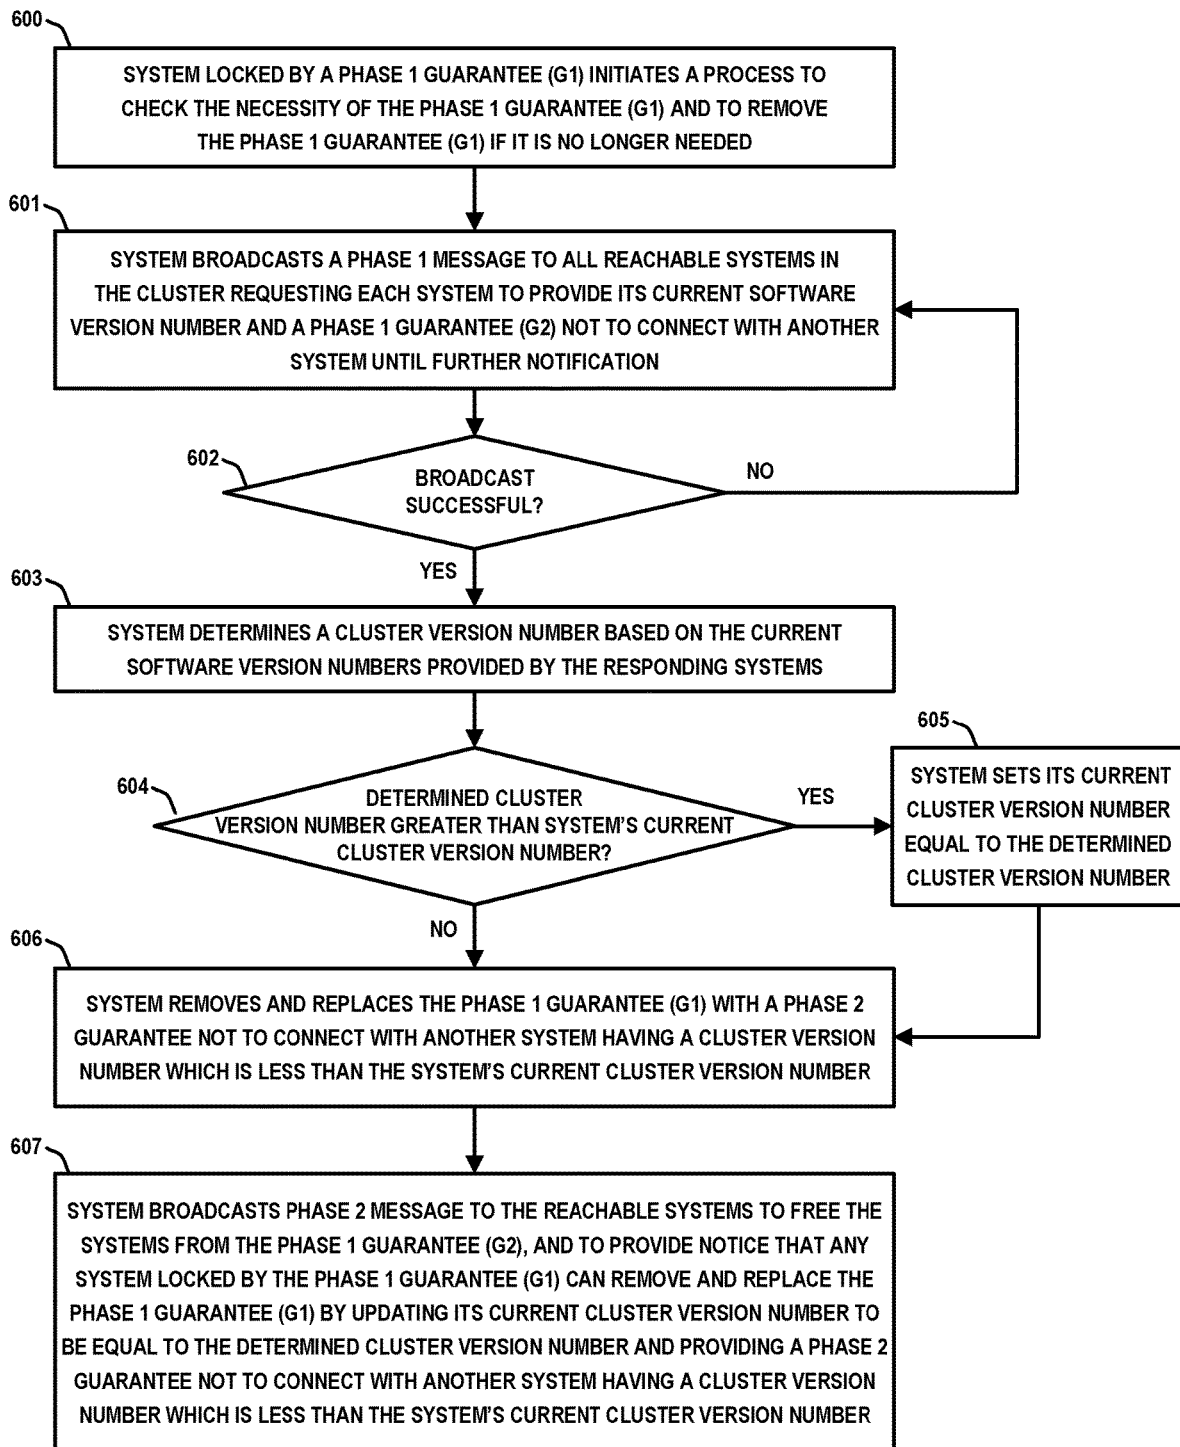 600
SYSTEM LOCKED BY A PHASE 1 GUARANTEE (G1) INITIATES A PROCESS TO
CHECK THE NECESSITY OF THE PHASE 1 GUARANTEE (G1) AND TO REMOVE
THE PHASE 1 GUARANTEE (G1) IF IT IS NO LONGER NEEDED
601
SYSTEM BROADCASTS A PHASE 1 MESSAGE TO ALL REACHABLE SYSTEMS IN
THE CLUSTER REQUESTING EACH SYSTEM TO PROVIDE ITS CURRENT SOFTWARE
VERSION NUMBER AND A PHASE 1 GUARANTEE (G2) NOT TO CONNECT WITH ANOTHER
SYSTEM UNTIL FURTHER NOTIFICATION
602
BROADCAST
SUCCESSFUL?
NO
YES
603
SYSTEM DETERMINES A CLUSTER VERSION NUMBER BASED ON THE CURRENT
SOFTWARE VERSION NUMBERS PROVIDED BY THE RESPONDING SYSTEMS
604
DETERMINED CLUSTER
VERSION NUMBER GREATER THAN SYSTEM'S CURRENT
CLUSTER VERSION NUMBER?
YES
605
SYSTEM SETS ITS CURRENT
CLUSTER VERSION NUMBER
EQUAL TO THE DETERMINED
CLUSTER VERSION NUMBER
NO
606
SYSTEM REMOVES AND REPLACES THE PHASE 1 GUARANTEE (G1) WITH A PHASE 2
GUARANTEE NOT TO CONNECT WITH ANOTHER SYSTEM HAVING A CLUSTER VERSION
NUMBER WHICH IS LESS THAN THE SYSTEM'S CURRENT CLUSTER VERSION NUMBER
607
SYSTEM BROADCASTS PHASE 2 MESSAGE TO THE REACHABLE SYSTEMS TO FREE THE
SYSTEMS FROM THE PHASE 1 GUARANTEE (G2), AND TO PROVIDE NOTICE THAT ANY
SYSTEM LOCKED BY THE PHASE 1 GUARANTEE (G1) CAN REMOVE AND REPLACE THE
PHASE 1 GUARANTEE (G1) BY UPDATING ITS CURRENT CLUSTER VERSION NUMBER TO
BE EQUAL TO THE DETERMINED CLUSTER VERSION NUMBER AND PROVIDING A PHASE 2
GUARANTEE NOT TO CONNECT WITH ANOTHER SYSTEM HAVING A CLUSTER VERSION
NUMBER WHICH IS LESS THAN THE SYSTEM'S CURRENT CLUSTER VERSION NUMBER